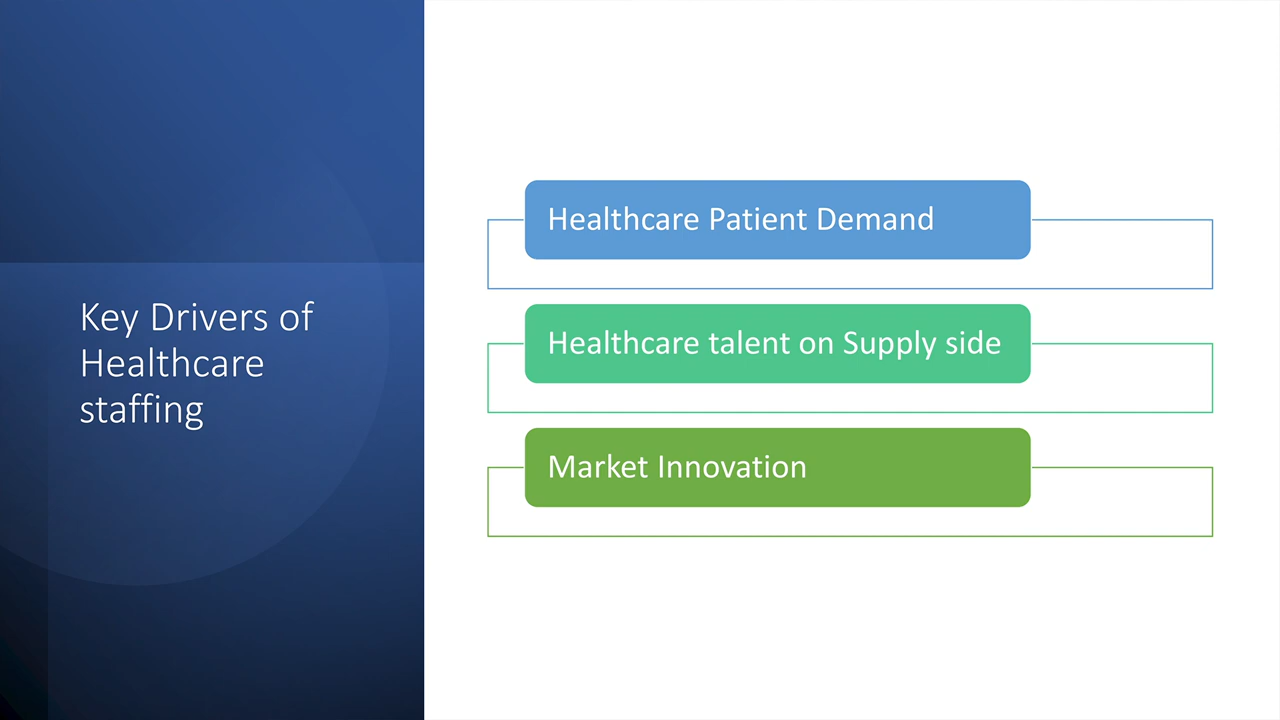 Key Drivers of
Healthcare
staffing
Healthcare Patient Demand
Healthcare talent on Supply side
Market Innovation